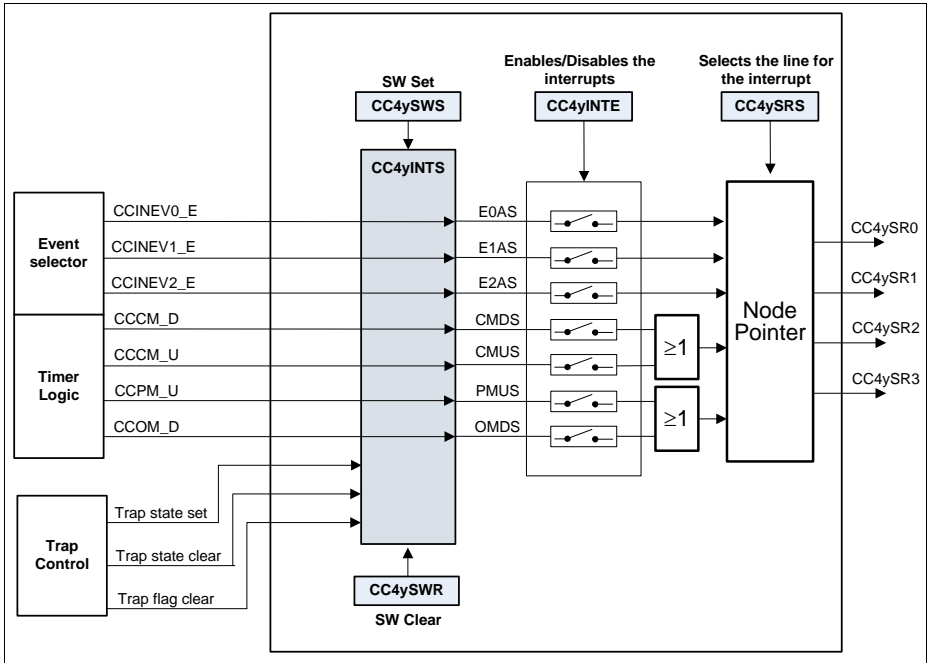 SW Set
CC4ySWS
Enables/Disables the
interrupts
CC4yINTE
Selects the line for
the interrupt
CC4ySRS
CC4yINTS
Event
selector
CCINEV0_E
CCINEV1_E
CCINEV2_E
Timer
Logic
CCCM_D
CCCM_U
CCPM_U
CCOM_D
E0AS
E1AS
E2AS
CMDS
CMUS
PMUS
OMDS
≥1
≥1
Node
Pointer
CC4ySR0
CC4ySR1
CC4ySR2
CC4ySR3
Trap
Control
Trap state set
Trap state clear
Trap flag clear
CC4ySWR
SW Clear